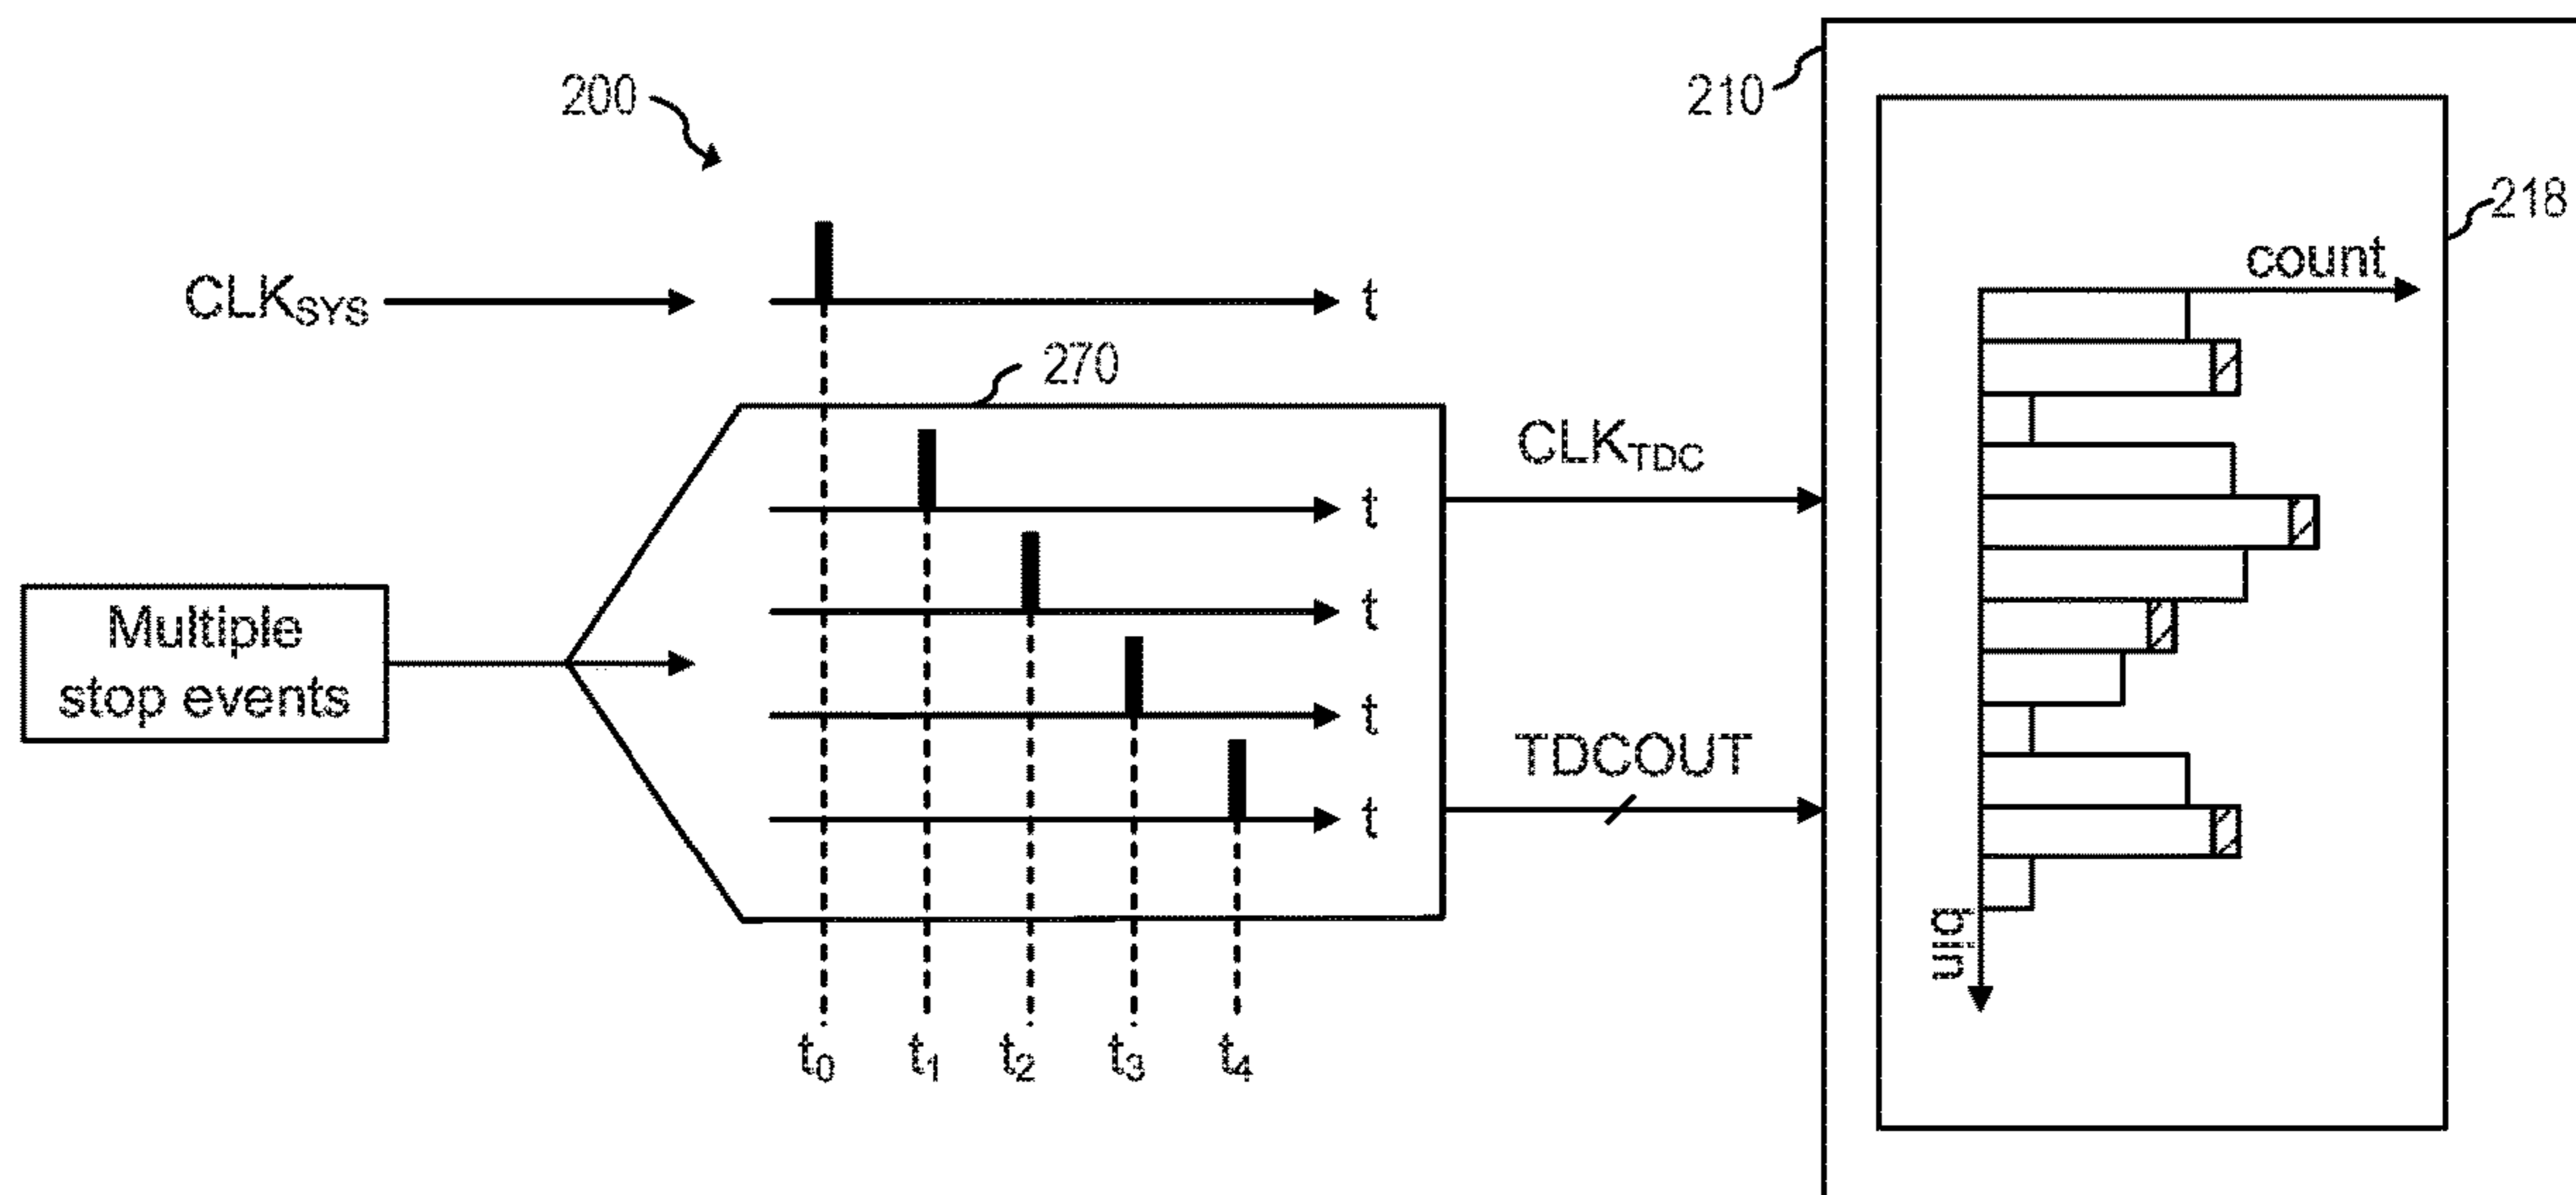 200
210
218
CLKSYS
t
count
270
t
CLKTDC
t
Multiple
stop events
t
TDCOUT
t
bin
t0 t1 t2 t3 t4